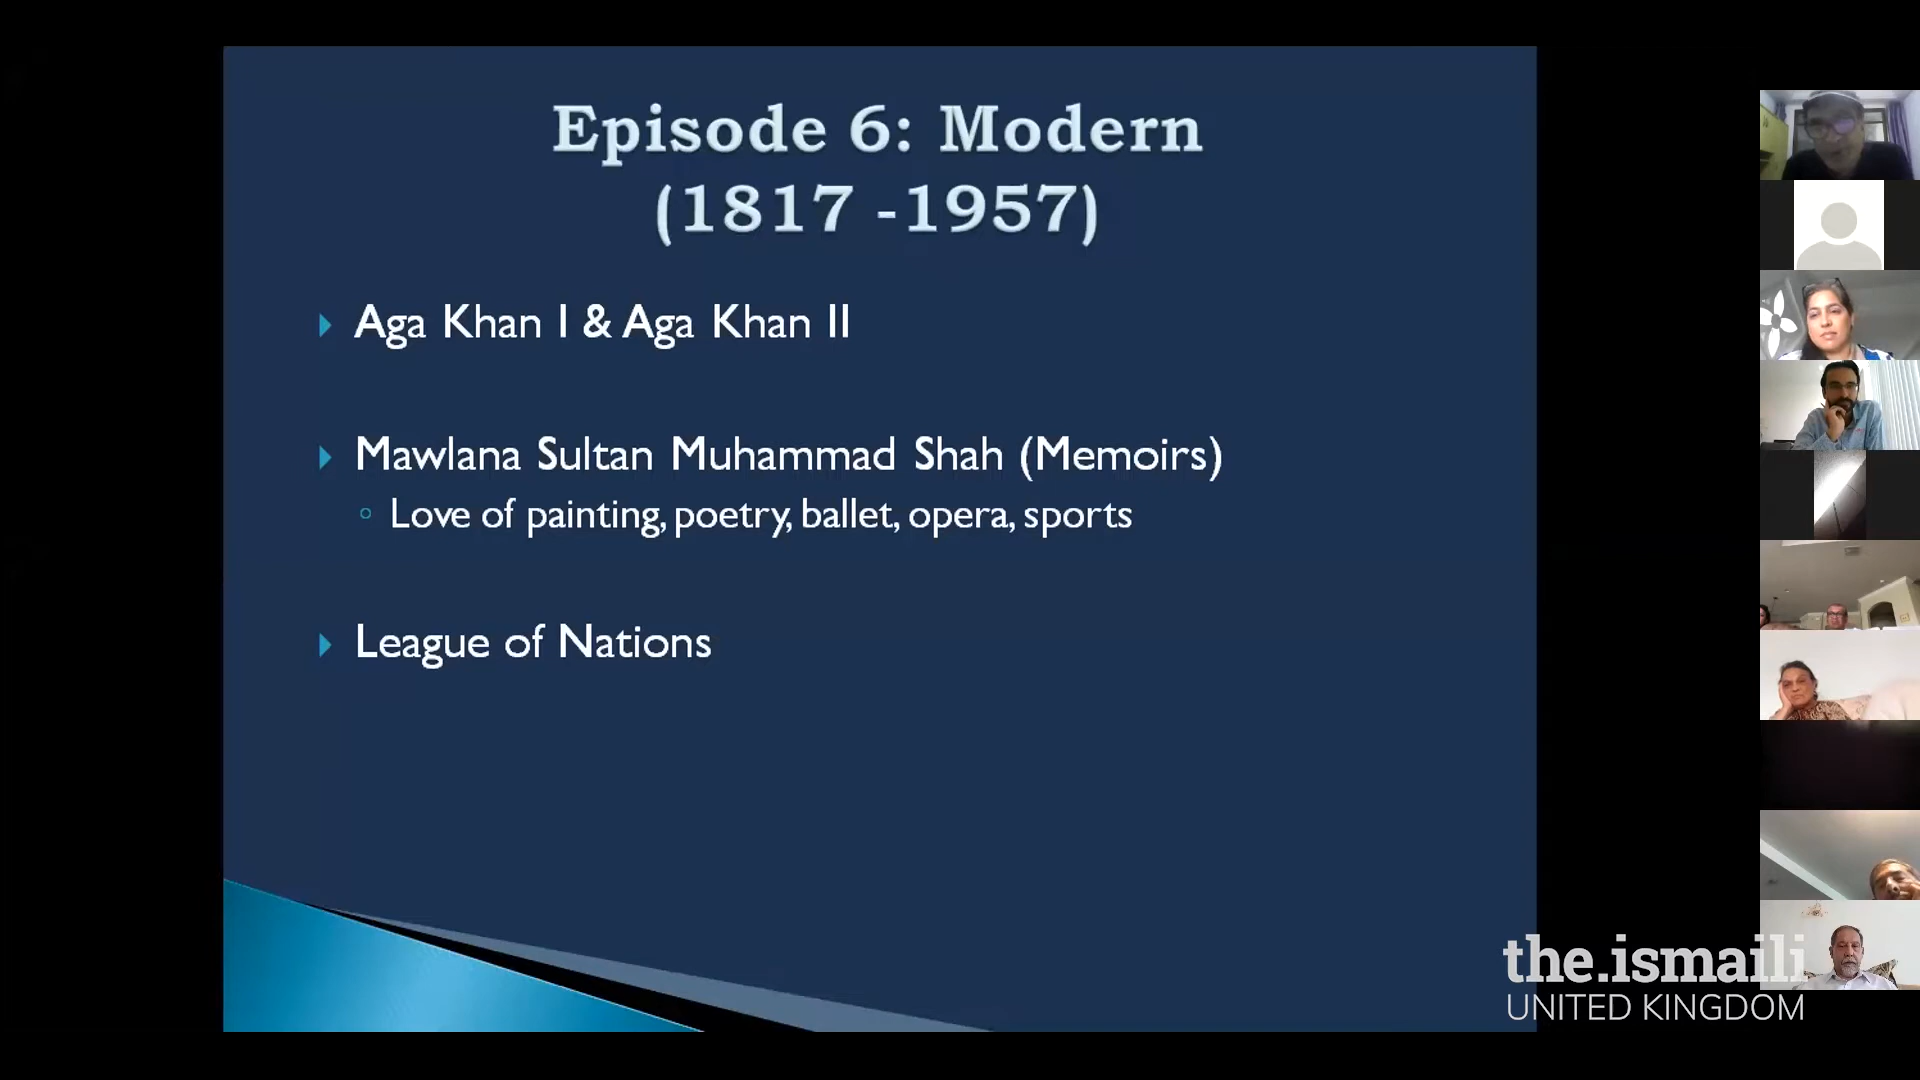 Episode 6: Modern
(1817 -1957)
Aga Khan I & Aga Khan II
Mawlana Sultan Muhammad Shah (Memoirs)
Love of painting, poetry, ballet, opera, sports
League of Nations
the.ismaili
UNITED KINGDOM